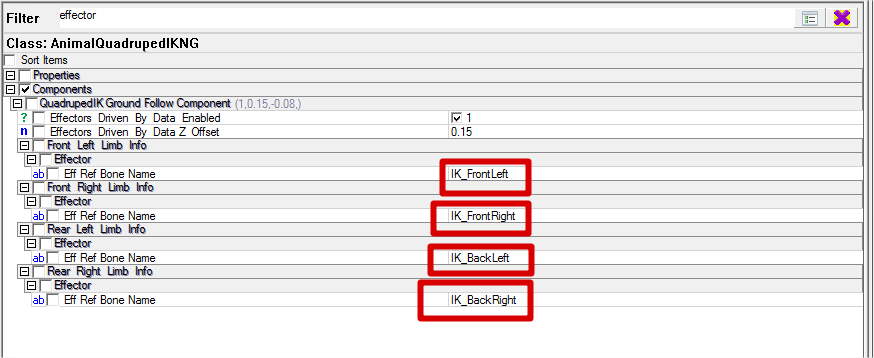 Filter effector
Class: AnimalQuadrupedIKNG
Sort Items
Properties
Components
QuadrupedIK Ground Follow Component (1,0.15,-0.08,)
? Effectors Driven By Data Enabled 1
n Effectors Driven By Data Z Offset 0.15
Front Left Limb Info
Effector
ab Eff Ref Bone Name IK_FrontLeft
Front Right Limb Info
Effector
ab Eff Ref Bone Name IK_FrontRight
Rear Left Limb Info
Effector
ab Eff Ref Bone Name IK_BackLeft
Rear Right Limb Info
Effector
ab Eff Ref Bone Name IK_BackRight